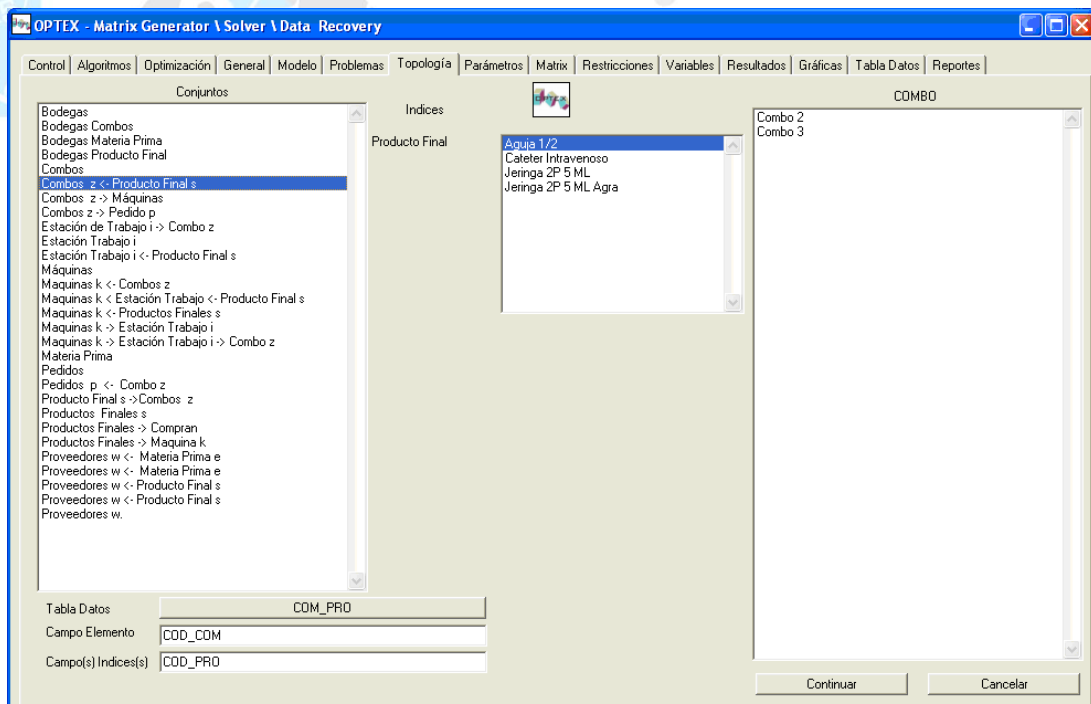 OPTEX - Matrix Generator \ Solver \ Data Recovery
Control Algoritmos Optimización General Modelo Problemas Topología Parámetros Matrix Restricciones Variables Resultados Gráficas Tabla Datos Reportes
Conjuntos
Bodegas
Bodegas Combos
Bodegas Materia Prima
Bodegas Producto Final
Combos
Combos z <- Producto Final s
Combos z -> Máquinas
Combos z -> Pedido p
Estación de Trabajo i -> Combo z
Estación Trabajo i
Estación Trabajo i <- Producto Final s
Máquinas
Maquinas k <- Combos z
Maquinas k < Estación Trabajo <- Producto Final s
Maquinas k <- Productos Finales s
Maquinas k -> Estación Trabajo i
Maquinas k -> Estación Trabajo i -> Combo z
Materia Prima
Pedidos
Pedidos p <- Combo z
Producto Final s ->Combos z
Productos Finales s
Productos Finales -> Compran
Productos Finales -> Maquina k
Proveedores w <- Materia Prima e
Proveedores w <- Materia Prima e
Proveedores w <- Producto Final s
Proveedores w <- Producto Final s
Proveedores w.
Indices
OPTEX
Producto Final
Aguja 1/2
Cateter Intravenoso
Jeringa 2P 5 ML
Jeringa 2P 5 ML Agra
COMBO
Combo 2
Combo 3
Tabla Datos COM_PRO
Campo Elemento COD_COM
Campo(s) Indices(s) COD_PRO
Continuar Cancelar